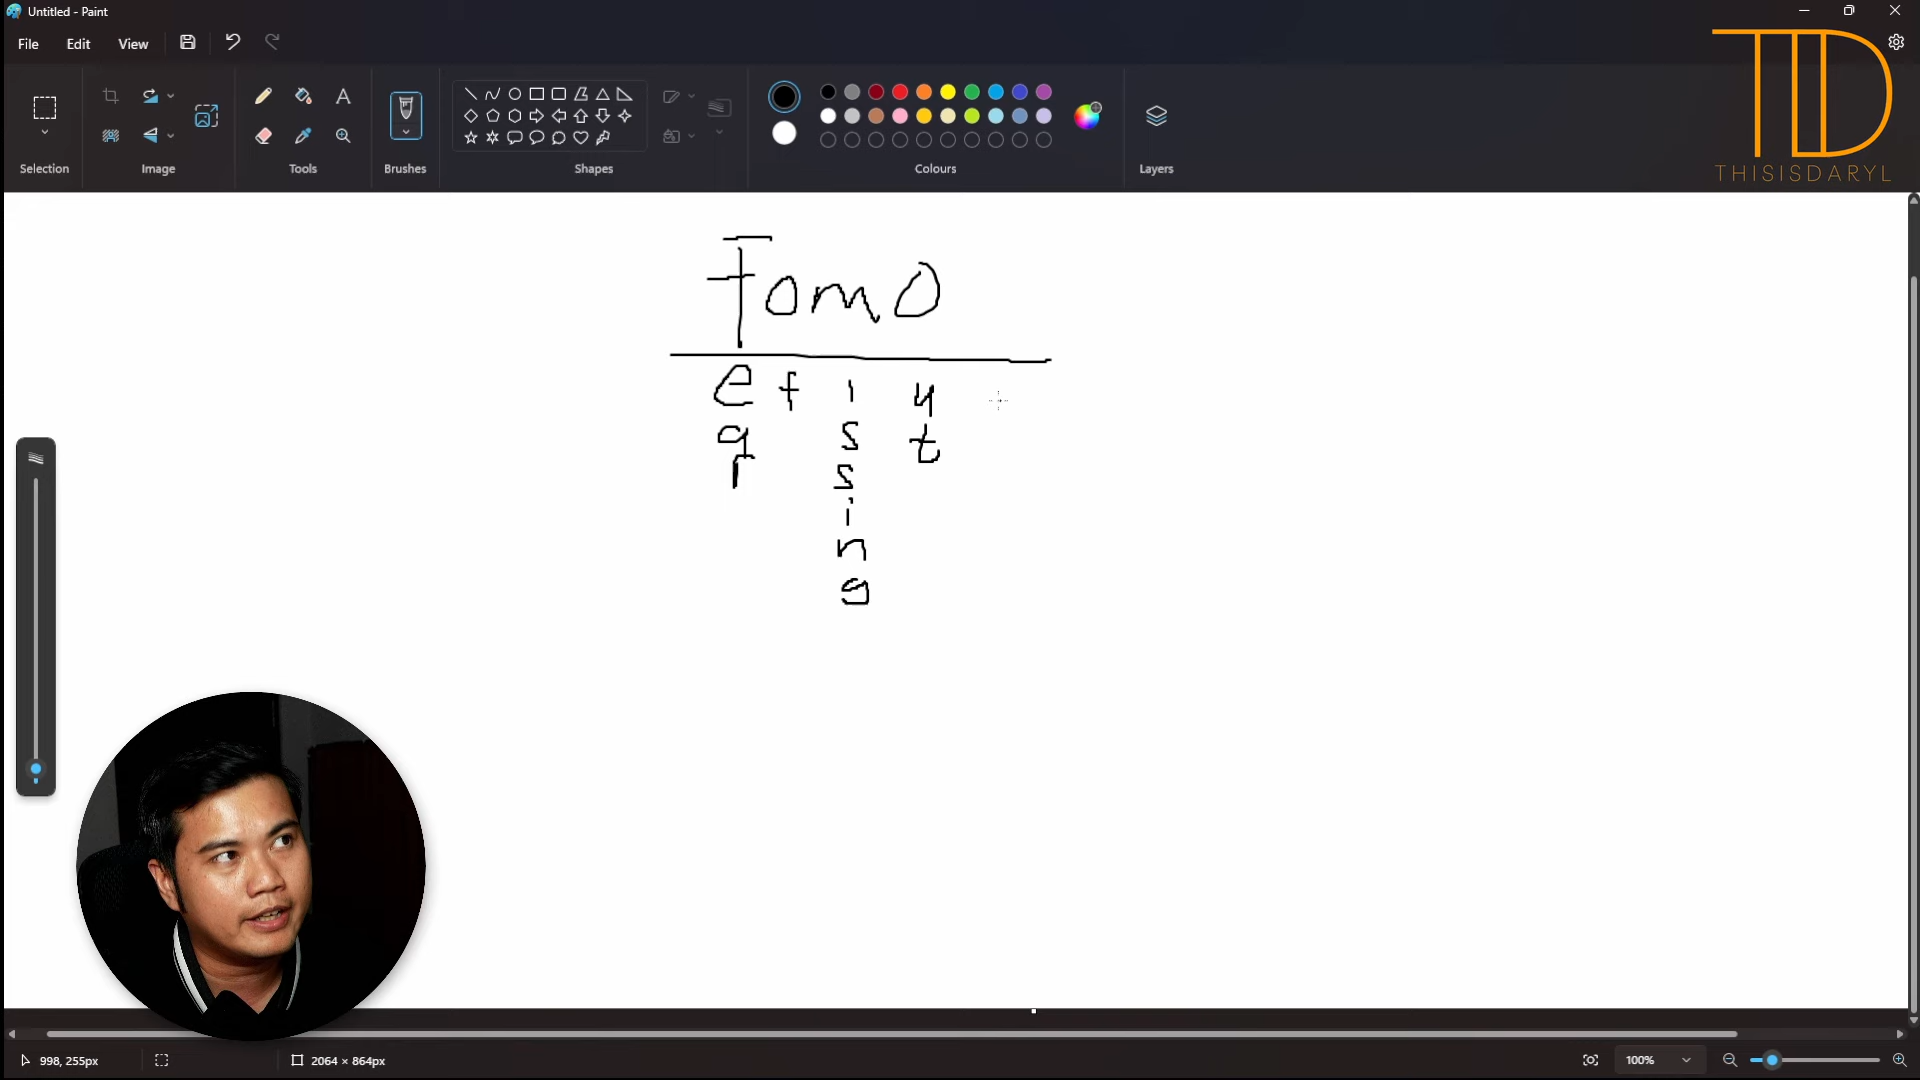 Untitled - Paint
File Edit View
Selection
Image
Tools
Brushes
Shapes
Colours
Layers
TD
THISISDARYL
FOMO
e f i u
a s t
r s
i
n
g
998, 255px
2064 × 864px
100%